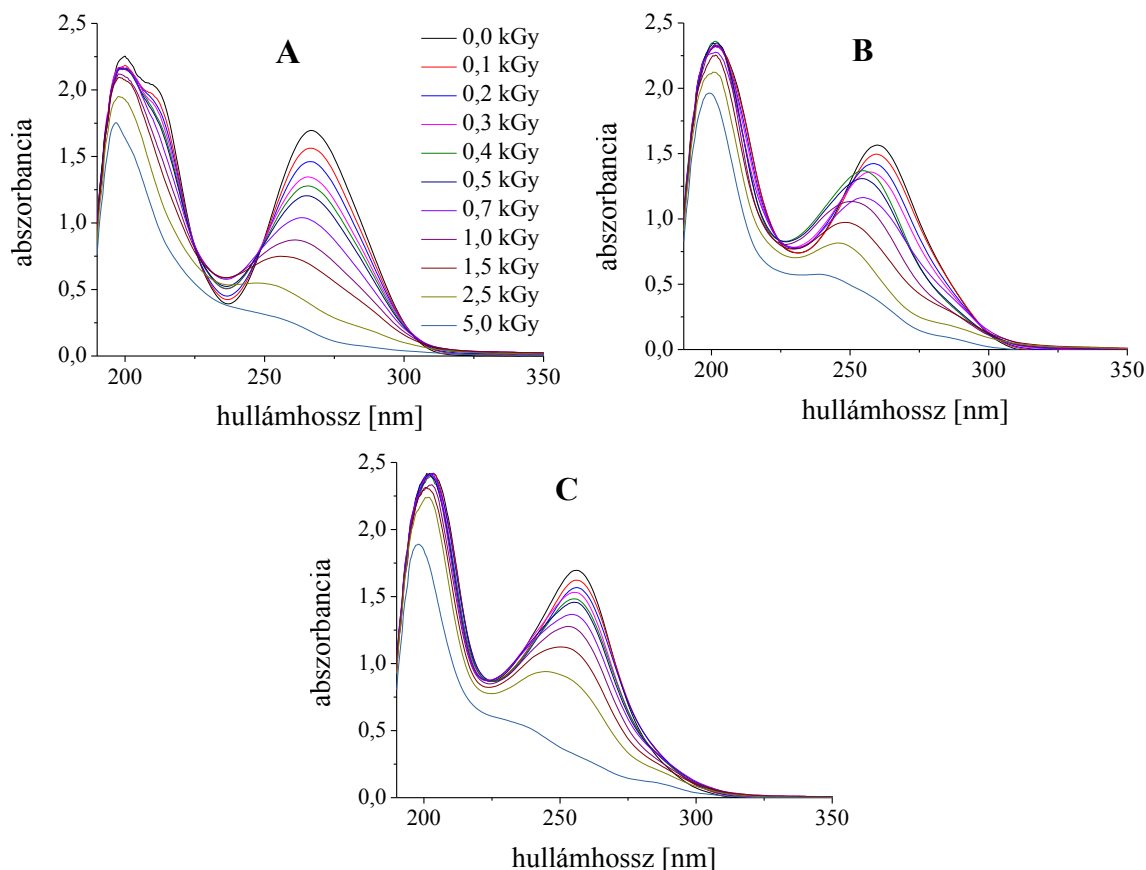 A
abszorbancia
2,5
2,0
1,5
1,0
0,5
0,0
200
250
300
350
hullámhossz [nm]
0,0 kGy
0,1 kGy
0,2 kGy
0,3 kGy
0,4 kGy
0,5 kGy
0,7 kGy
1,0 kGy
1,5 kGy
2,5 kGy
5,0 kGy
B
abszorbancia
2,5
2,0
1,5
1,0
0,5
0,0
200
250
300
350
hullámhossz [nm]
C
abszorbancia
2,5
2,0
1,5
1,0
0,5
0,0
200
250
300
350
hullámhossz [nm]